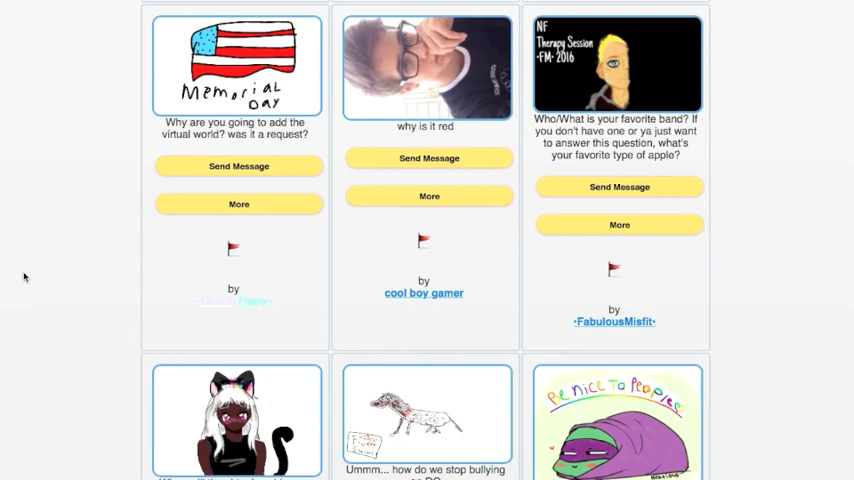 Memorial
Day
Why are you going to add the
virtual world? was it a request?
Send Message
More
by
why is it red
Send Message
More
by
cool boy gamer
NF
Therapy Session
-FM- 2016
Who/What is your favorite band? If
you don't have one or ya just want
to answer this question, what's
your favorite type of apple?
Send Message
More
by
•FabulousMisfit•
Ummm... how do we stop bullying
Be nice to Peoples